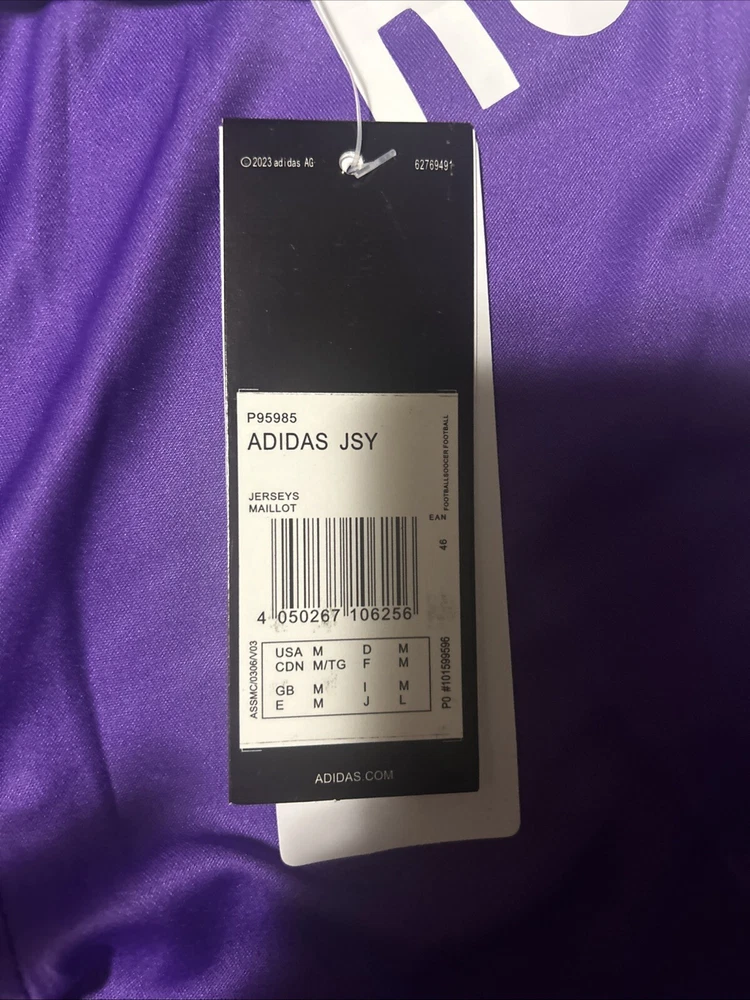 ©2023 adidas AG
62769491
P95985
ADIDAS JSY
JERSEYS
MAILLOT
FOOTBALL/SOCCER FOOTBALL
EAN
46
4 050267 106256
USA M D M
CDN M/TG F M
GB M I M
E M J L
ASSMC/0306/V03
PO #101599596
ADIDAS.COM